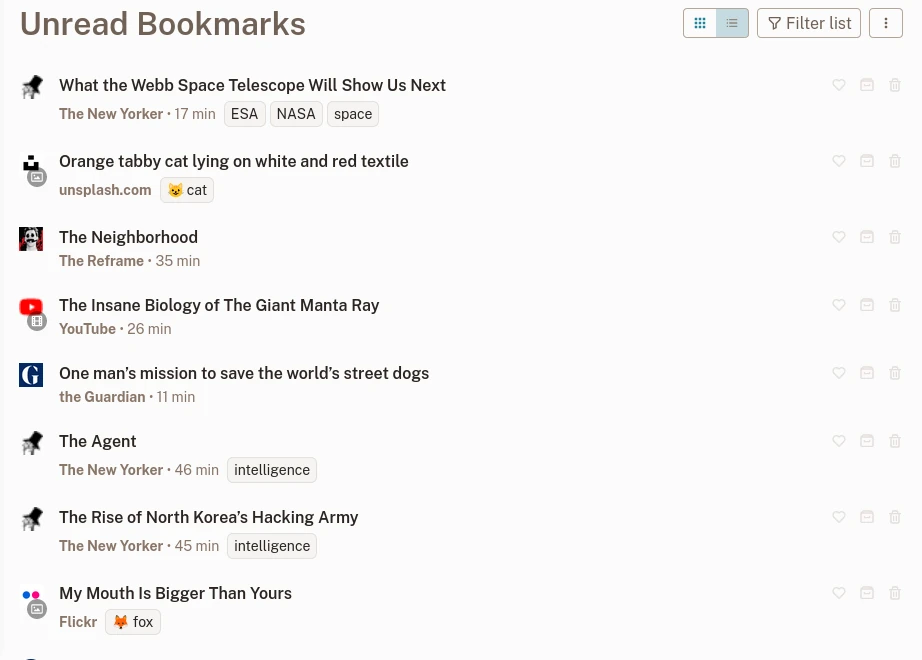 Unread Bookmarks
Filter list
What the Webb Space Telescope Will Show Us Next
The New Yorker · 17 min ESA NASA space
Orange tabby cat lying on white and red textile
unsplash.com 😺 cat
The Neighborhood
The Reframe · 35 min
The Insane Biology of The Giant Manta Ray
YouTube · 26 min
G
One man’s mission to save the world’s street dogs
the Guardian · 11 min
The Agent
The New Yorker · 46 min intelligence
The Rise of North Korea’s Hacking Army
The New Yorker · 45 min intelligence
My Mouth Is Bigger Than Yours
Flickr 🦊 fox